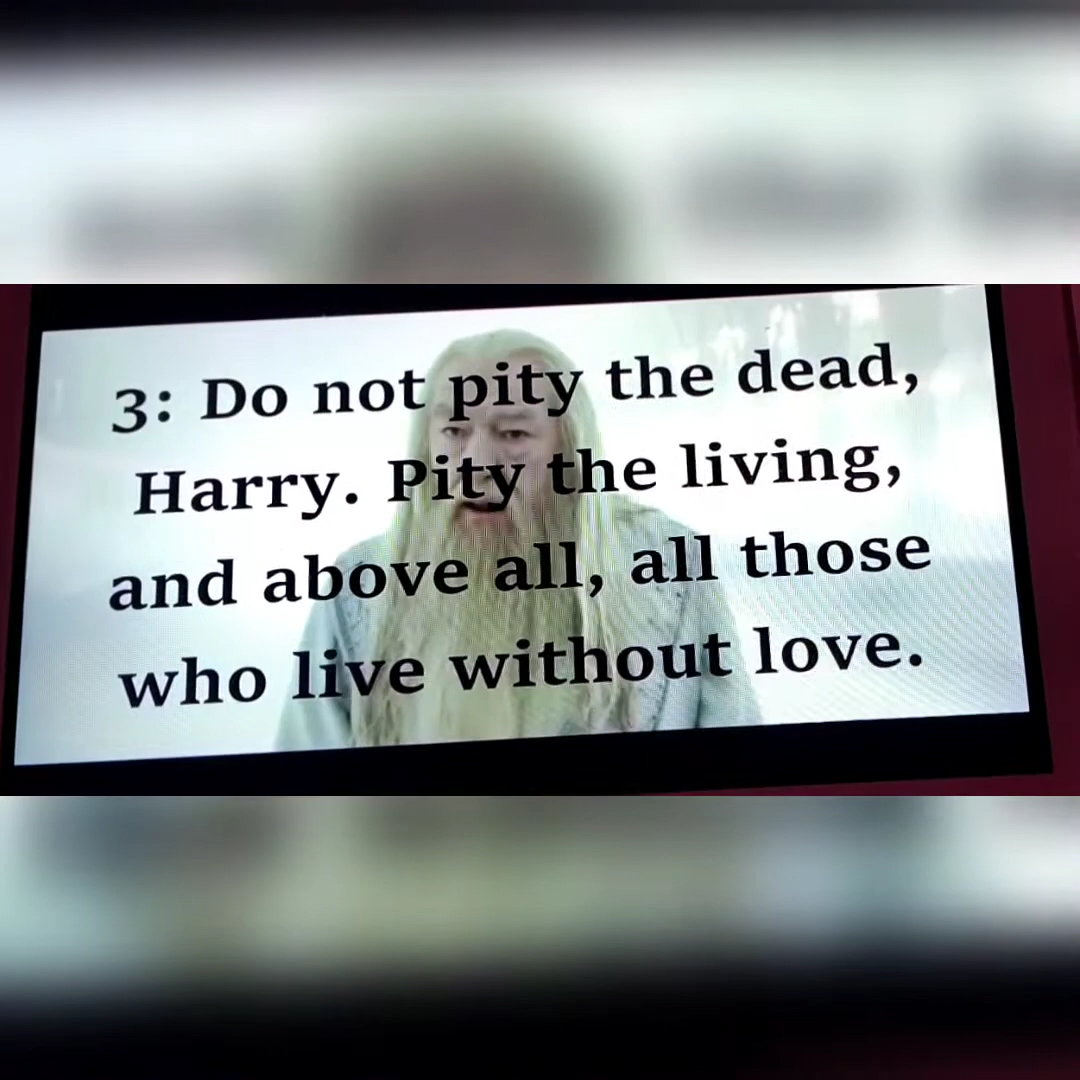 3: Do not pity the dead,
Harry. Pity the living,
and above all, all those
who live without love.